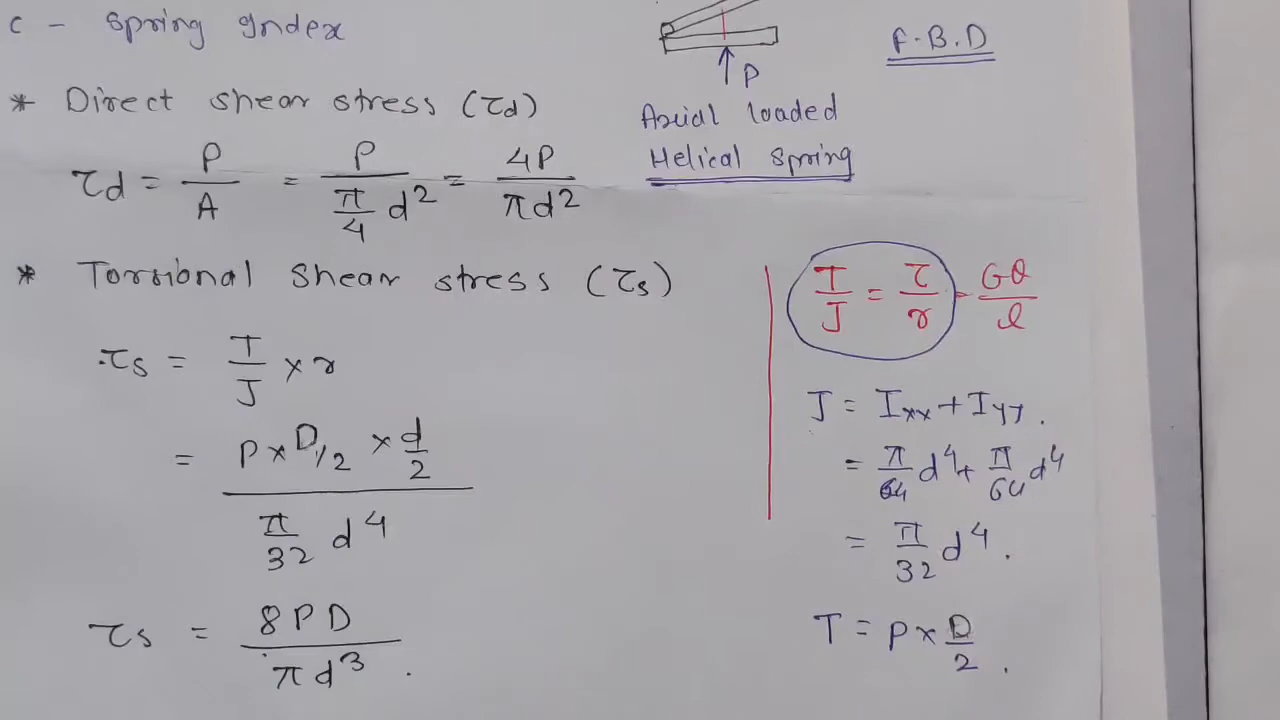 C - Spring Index
P
F.B.D
* Direct shear stress (τd)
Axial loaded
Helical Spring
τd = P/A = P/(π/4 d²) = 4P/πd²
* Torsional Shear stress (τs)
T/J = τ/r = Gθ/l
τs = T/J × r
J = Ixx + Iyy.
= (P × D/2 × d/2)/(π/32 d⁴)
= π/64 d⁴ + π/64 d⁴
= π/32 d⁴.
τs = 8PD/πd³.
T = P × D/2.